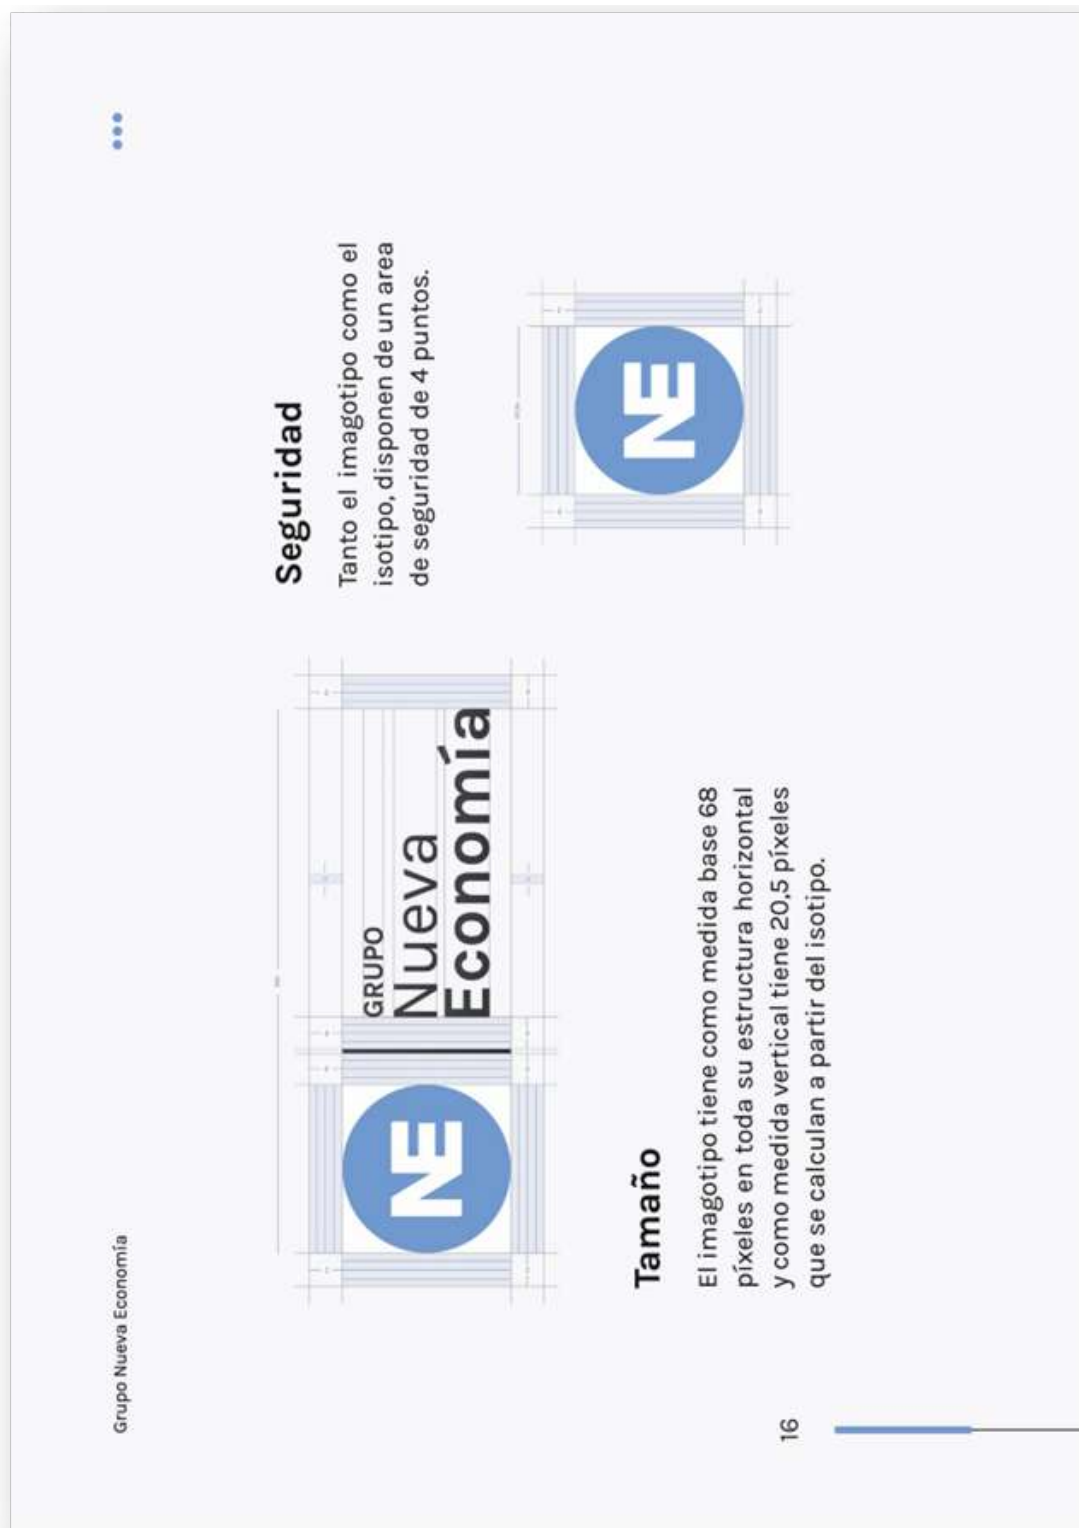 Grupo Nueva Economía
NE
GRUPO
Nueva
Economía
Seguridad
Tanto el imagotipo como el
isotipo, disponen de un area
de seguridad de 4 puntos.
NE
Tamaño
El imagotipo tiene como medida base 68
píxeles en toda su estructura horizontal
y como medida vertical tiene 20,5 píxeles
que se calculan a partir del isotipo.
16